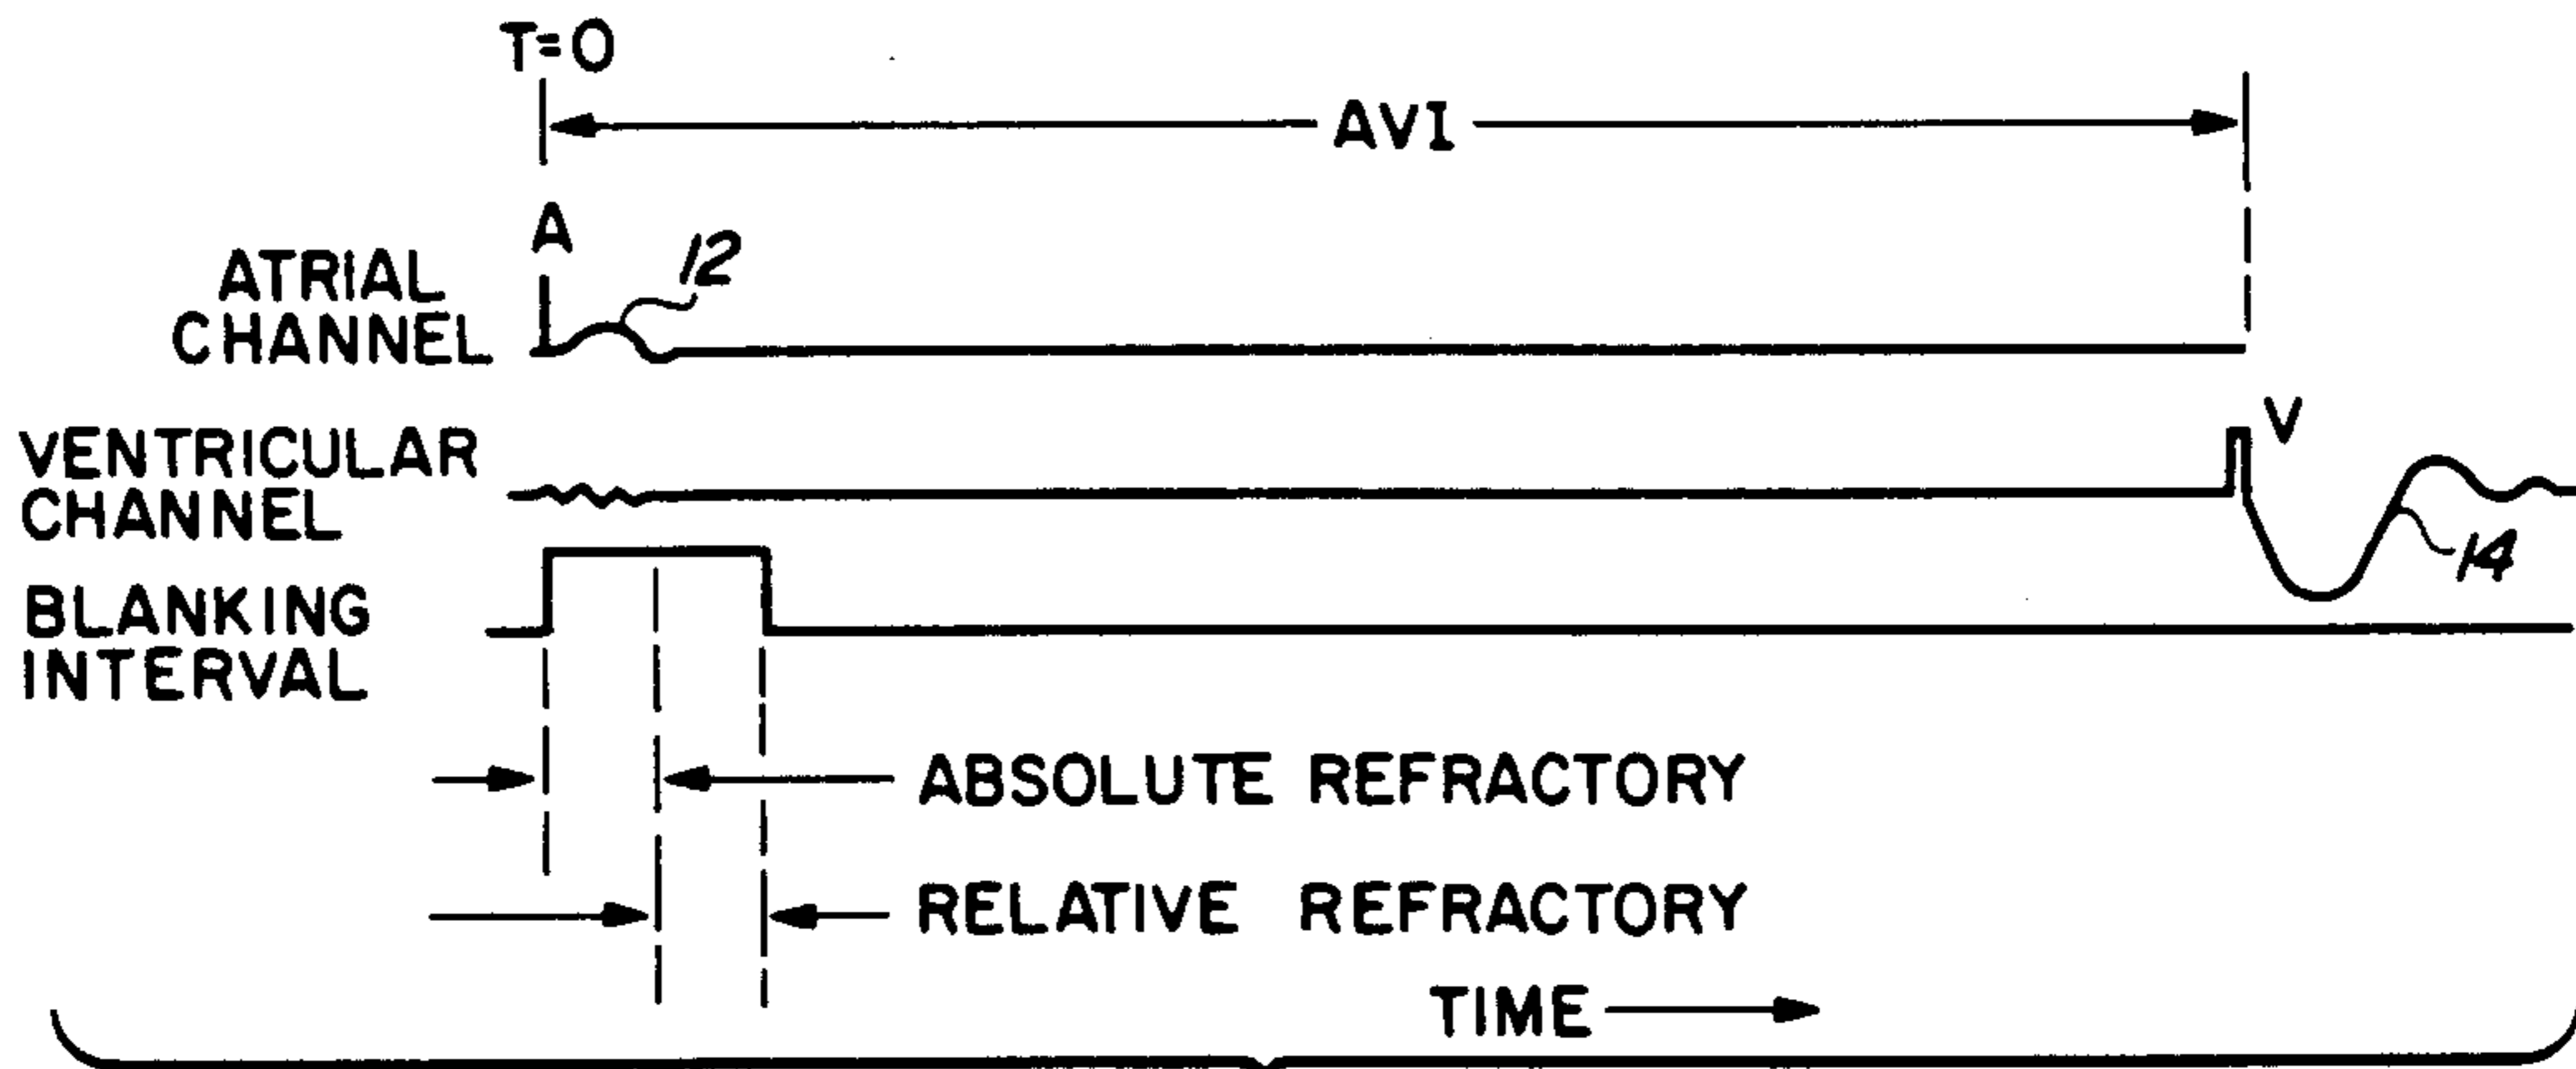 T=0
AVI
A
12
ATRIAL
CHANNEL
V
VENTRICULAR
CHANNEL
14
BLANKING
INTERVAL
ABSOLUTE REFRACTORY
RELATIVE REFRACTORY
TIME